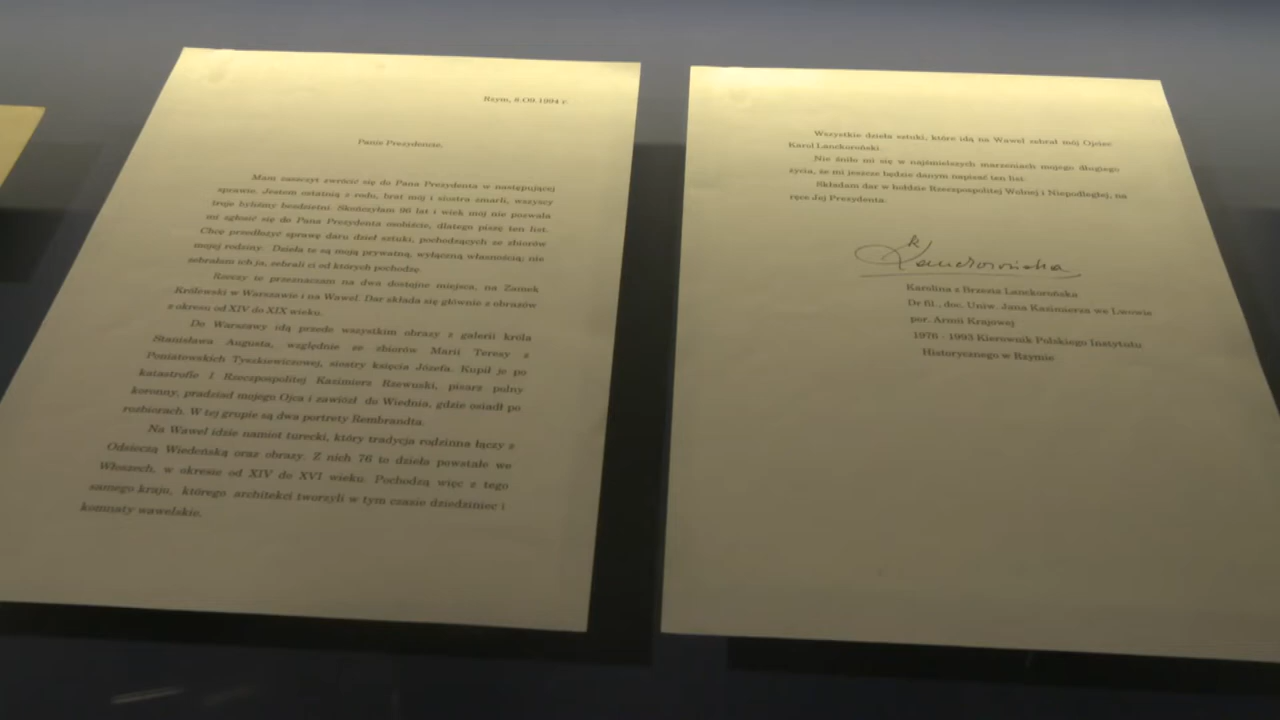 Rzym, 8.O9.1994 r.
Panie Prezydencie,
Mam zaszczyt zwrócić się do Pana Prezydenta w następującej
sprawie. Jestem ostatnią z rodu, brat mój i siostra zmarli, wszyscy
troje byliśmy bezdzietni. Skończyłam 96 lat i wiek mój nie pozwala
mi zgłosić się do Pana Prezydenta osobiście, dlatego piszę ten list.
Chcę przedłożyć sprawę daru dzieł sztuki, pochodzących ze zbiorów
mojej rodziny. Dzieła te są moją prywatną, wyłączną własnością; nie
zebrałam ich ja, zebrali ci od których pochodzę.
Rzeczy te przeznaczam na dwa dostojne miejsca, na Zamek
Królewski w Warszawie i na Wawel. Dar składa się głównie z obrazów
z okresu od XIV do XIX wieku.
Do Warszawy idą przede wszystkim obrazy z galerii króla
Stanisława Augusta, względnie ze zbiorów Marii Teresy z
Poniatowskich Tyszkiewiczowej, siostry księcia Józefa. Kupił je po
katastrofie I Rzeczpospolitej Kazimierz Rzewuski, pisarz polny
koronny, pradziad mojego Ojca i zawiózł do Wiednia, gdzie osiadł po
rozbiorach. W tej grupie są dwa portrety Rembrandta.
Na Wawel idzie namiot turecki, który tradycja rodzinna łączy z
Odsieczą Wiedeńską oraz obrazy. Z nich 76 to dzieła powstałe we
Włoszech, w okresie od XIV do XVI wieku. Pochodzą więc z tego
samego kraju, którego architekci tworzyli w tym czasie dziedziniec i
komnaty wawelskie.
Wszystkie dzieła sztuki, które idą na Wawel zebrał mój Ojciec
Karol Lanckoroński.
Nie śniło mi się w najśmielszych marzeniach mojego długiego
życia, że mi jeszcze będzie danym napisać ten list.
Składam dar w hołdzie Rzeczpospolitej Wolnej i Niepodległej, na
ręce Jej Prezydenta.
K Lanckorońska
Karolina z Brzezia Lanckorońska
Dr fil., doc. Uniw. Jana Kazimierza we Lwowie
por. Armii Krajowej
1976 - 1993 Kierownik Polskiego Instytutu
Historycznego w Rzymie